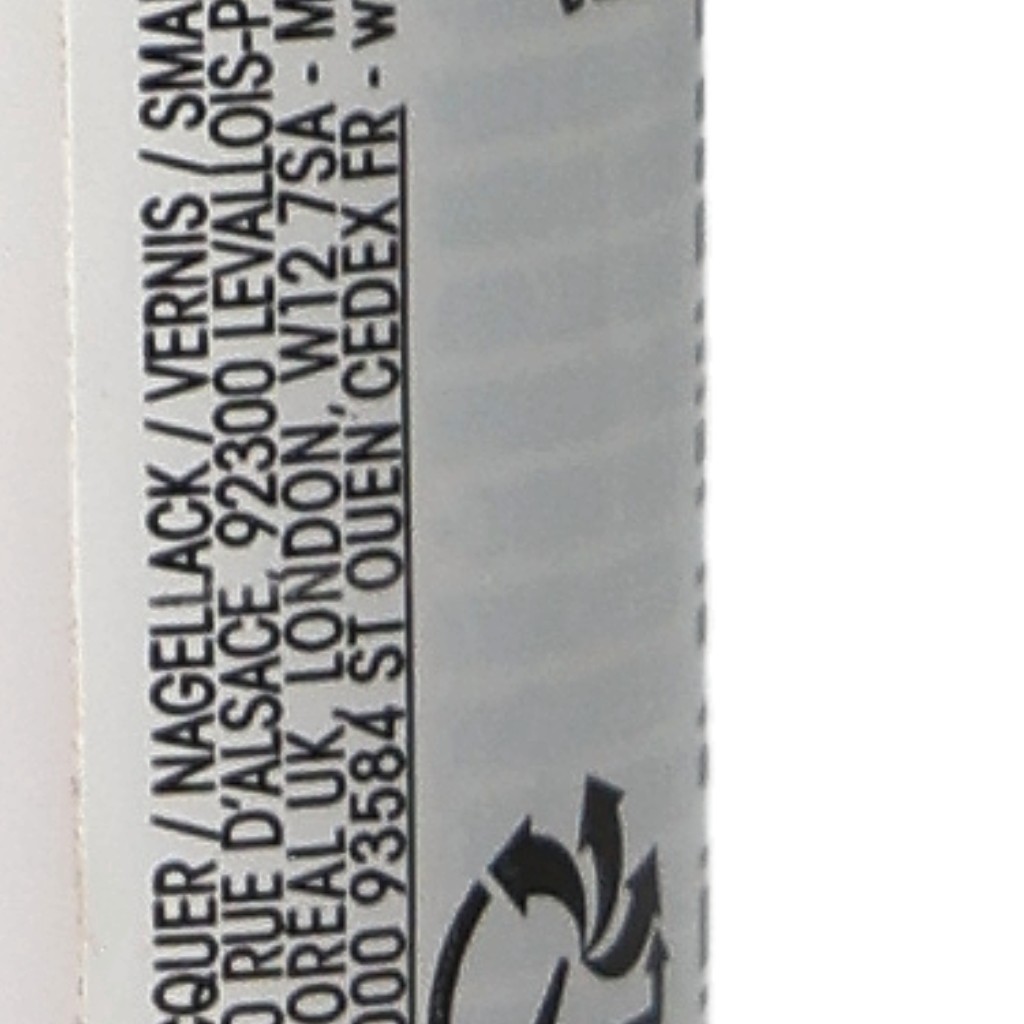 CQUER / NAGELLACK / VERNIS / SMA
RUE D'ALSACE, 92300 LEVALLOIS-P
OREAL UK, LONDON, W12 7SA - M
000 93584 ST OUEN CEDEX FR - W